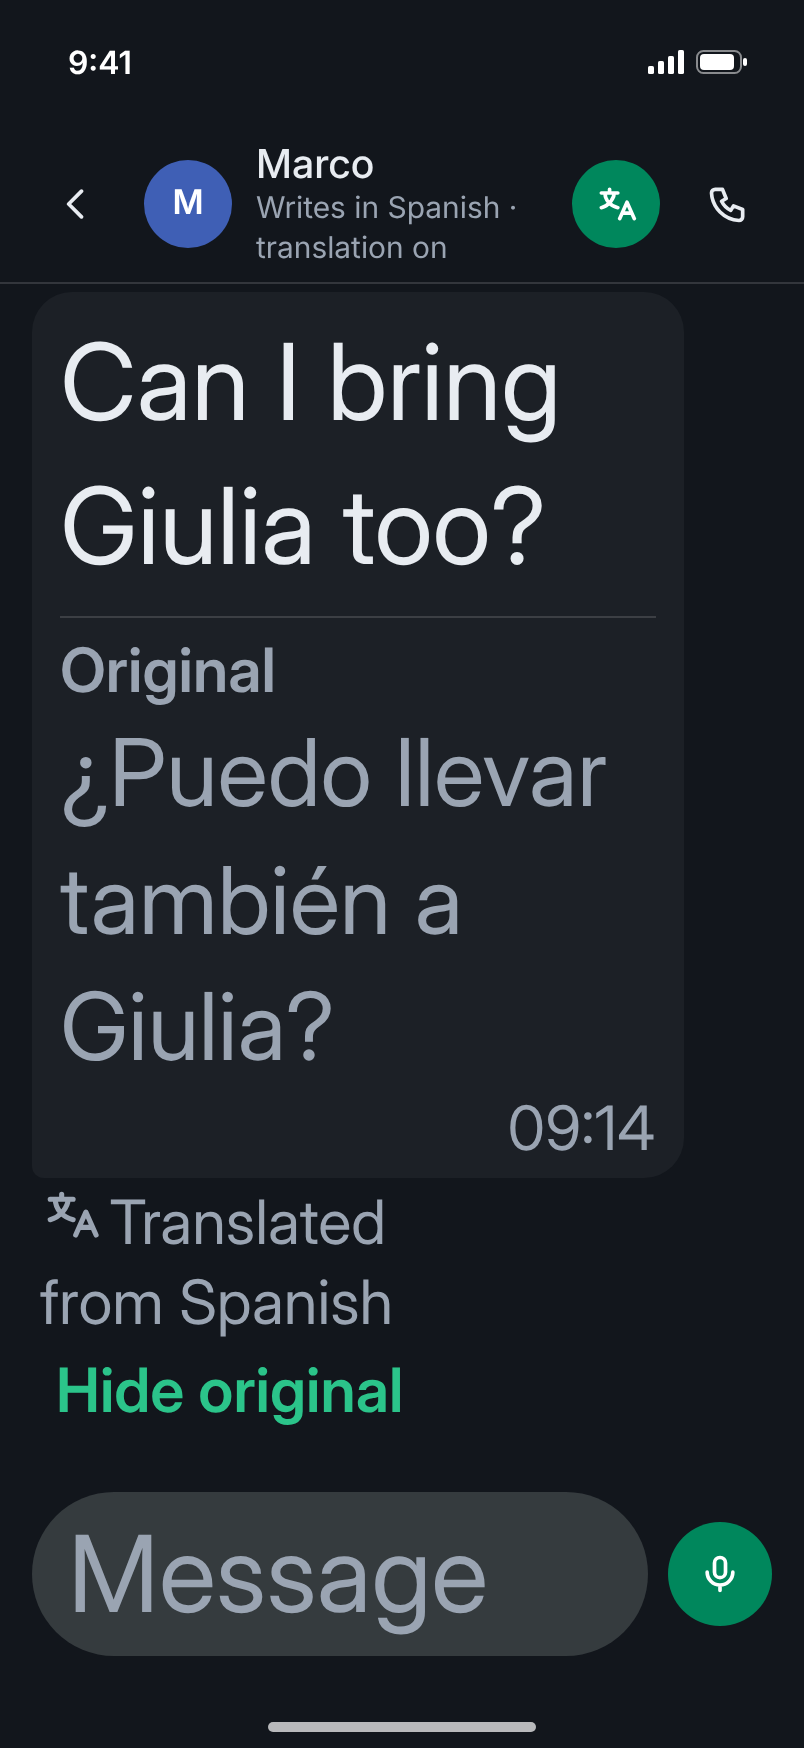 9:41
M
Marco
Writes in Spanish ·
translation on
Can I bring
Giulia too?
Original
¿Puedo llevar
también a
Giulia?
09:14
Translated
from Spanish
Hide original
Message